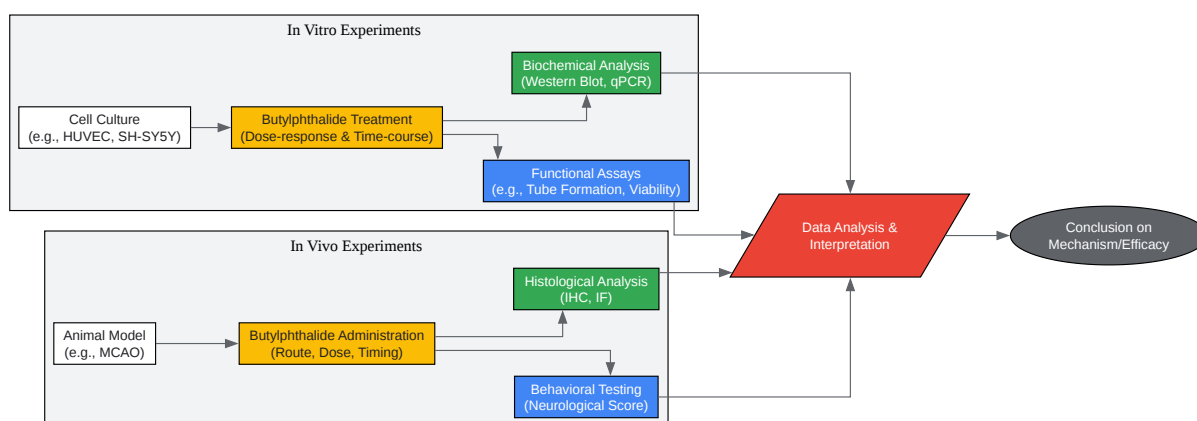 In Vitro Experiments
Biochemical Analysis
(Western Blot, qPCR)
Cell Culture
(e.g., HUVEC, SH-SY5Y)
Butylphthalide Treatment
(Dose-response & Time-course)
Functional Assays
(e.g., Tube Formation, Viability)
Data Analysis &
Interpretation
Conclusion on
Mechanism/Efficacy
In Vivo Experiments
Histological Analysis
(IHC, IF)
Animal Model
(e.g., MCAO)
Butylphthalide Administration
(Route, Dose, Timing)
Behavioral Testing
(Neurological Score)